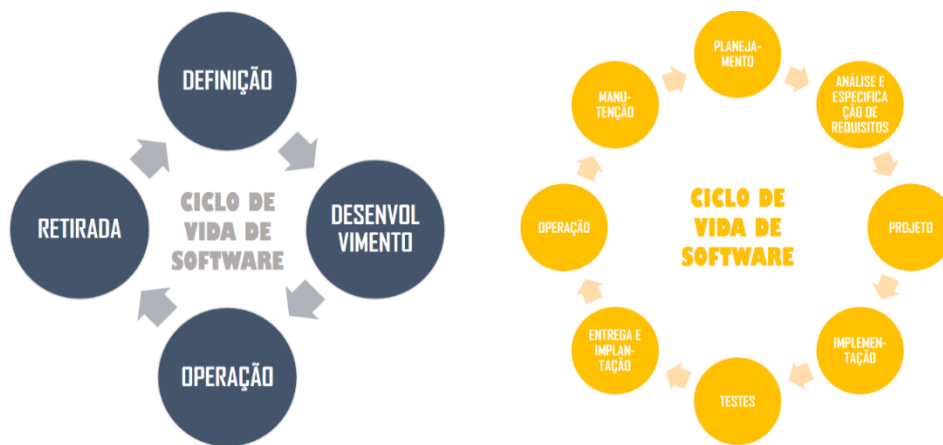 DEFINIÇÃO
DESENVOL
VIMENTO
OPERAÇÃO
RETIRADA
CICLO DE
VIDA DE
SOFTWARE
PLANEJA-
MENTO
ANÁLISE E
ESPECIFICA
ÇÃO DE
REQUISITOS
PROJETO
IMPLEMEN-
TAÇÃO
TESTES
ENTREGA E
IMPLAN-
TAÇÃO
OPERAÇÃO
MANU-
TENÇÃO
CICLO DE
VIDA DE
SOFTWARE